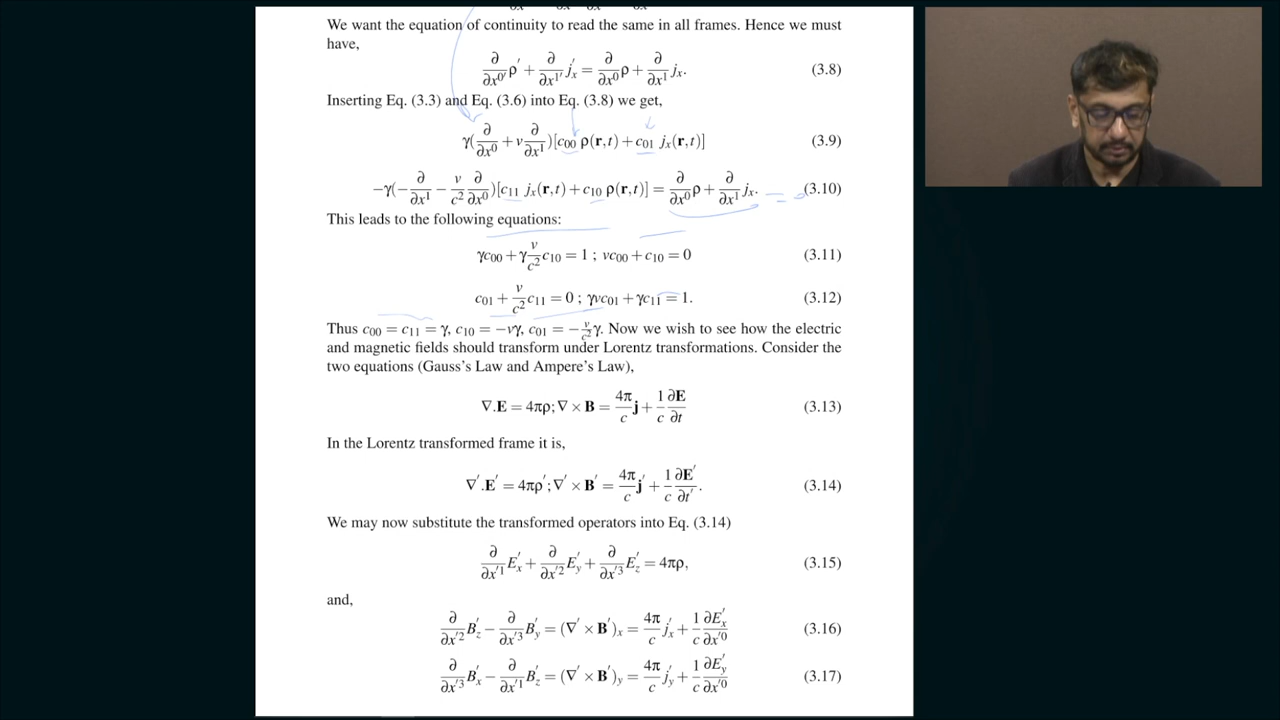 We want the equation of continuity to read the same in all frames. Hence we must
have,
∂/∂x⁰′ ρ′ + ∂/∂x¹′ j′ₓ = ∂/∂x⁰ ρ + ∂/∂x¹ jₓ. (3.8)
Inserting Eq. (3.3) and Eq. (3.6) into Eq. (3.8) we get,
γ(∂/∂x⁰ + v ∂/∂x¹)[c₀₀ ρ(r,t) + c₀₁ jₓ(r,t)] (3.9)
−γ(−∂/∂x¹ − v/c² ∂/∂x⁰)[c₁₁ jₓ(r,t) + c₁₀ ρ(r,t)] = ∂/∂x⁰ ρ + ∂/∂x¹ jₓ. (3.10)
This leads to the following equations:
γc₀₀ + γ v/c² c₁₀ = 1 ; vc₀₀ + c₁₀ = 0 (3.11)
c₀₁ + v/c² c₁₁ = 0 ; γvc₀₁ + γc₁₁ = 1. (3.12)
Thus c₀₀ = c₁₁ = γ, c₁₀ = −vγ, c₀₁ = −v/c² γ. Now we wish to see how the electric
and magnetic fields should transform under Lorentz transformations. Consider the
two equations (Gauss's Law and Ampere's Law),
∇.E = 4πρ; ∇ × B = 4π/c j + 1/c ∂E/∂t (3.13)
In the Lorentz transformed frame it is,
∇′.E′ = 4πρ′; ∇′ × B′ = 4π/c j′ + 1/c ∂E′/∂t′. (3.14)
We may now substitute the transformed operators into Eq. (3.14)
∂/∂x′¹ E′ₓ + ∂/∂x′² E′y + ∂/∂x′³ E′z = 4πρ, (3.15)
and,
∂/∂x′² B′z − ∂/∂x′³ B′y = (∇′ × B′)ₓ = 4π/c j′ₓ + 1/c ∂E′ₓ/∂x′⁰ (3.16)
∂/∂x′³ B′ₓ − ∂/∂x′¹ B′z = (∇′ × B′)y = 4π/c j′y + 1/c ∂E′y/∂x′⁰ (3.17)